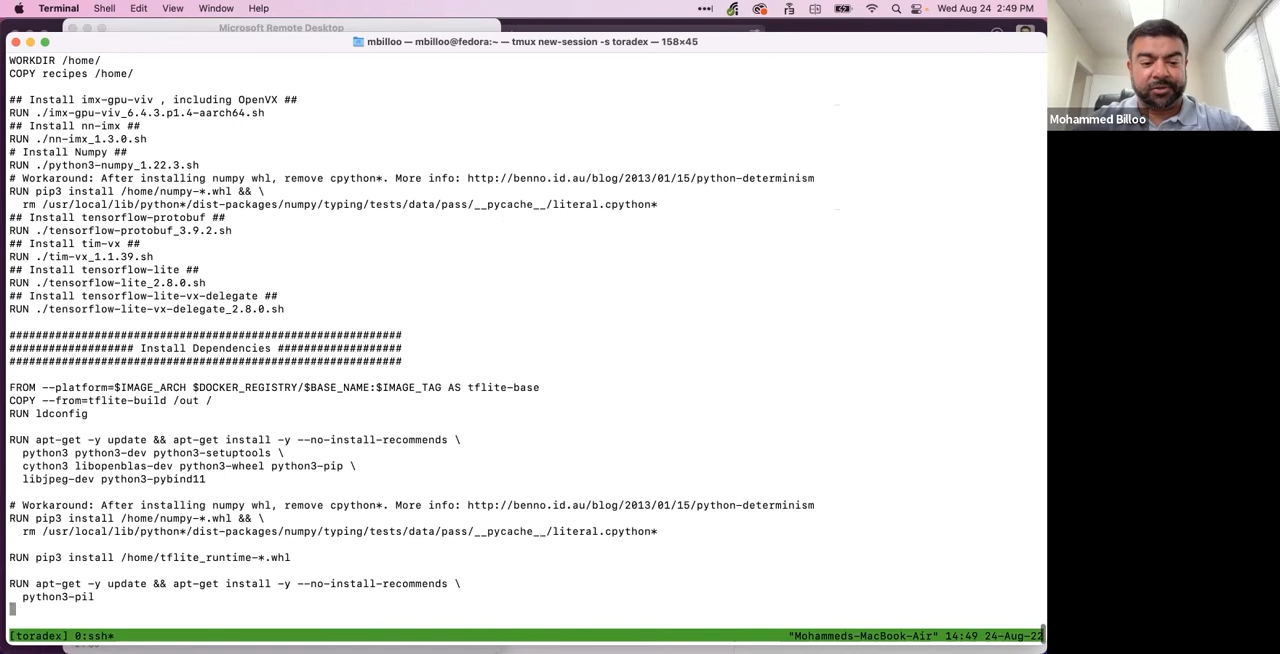 Terminal Shell Edit View Window Help
Wed Aug 24 2:49 PM
Microsoft Remote Desktop
mbilloo — mbilloo@fedora:~ — tmux new-session -s toradex — 158×45
WORKDIR /home/
COPY recipes /home/
## Install imx-gpu-viv , including OpenVX ##
RUN ./imx-gpu-viv_6.4.3.p1.4-aarch64.sh
## Install nn-imx ##
RUN ./nn-imx_1.3.0.sh
# Install Numpy ##
RUN ./python3-numpy_1.22.3.sh
# Workaround: After installing numpy whl, remove cpython*. More info: http://benno.id.au/blog/2013/01/15/python-determinism
RUN pip3 install /home/numpy-*.whl && \
rm /usr/local/lib/python*/dist-packages/numpy/typing/tests/data/pass/__pycache__/literal.cpython*
## Install tensorflow-protobuf ##
RUN ./tensorflow-protobuf_3.9.2.sh
## Install tim-vx ##
RUN ./tim-vx_1.1.39.sh
## Install tensorflow-lite ##
RUN ./tensorflow-lite_2.8.0.sh
## Install tensorflow-lite-vx-delegate ##
RUN ./tensorflow-lite-vx-delegate_2.8.0.sh
############################################################
################### Install Dependencies ###################
############################################################
FROM --platform=$IMAGE_ARCH $DOCKER_REGISTRY/$BASE_NAME:$IMAGE_TAG AS tflite-base
COPY --from=tflite-build /out /
RUN ldconfig
RUN apt-get -y update && apt-get install -y --no-install-recommends \
python3 python3-dev python3-setuptools \
cython3 libopenblas-dev python3-wheel python3-pip \
libjpeg-dev python3-pybind11
# Workaround: After installing numpy whl, remove cpython*. More info: http://benno.id.au/blog/2013/01/15/python-determinism
RUN pip3 install /home/numpy-*.whl && \
rm /usr/local/lib/python*/dist-packages/numpy/typing/tests/data/pass/__pycache__/literal.cpython*
RUN pip3 install /home/tflite_runtime-*.whl
RUN apt-get -y update && apt-get install -y --no-install-recommends \
python3-pil
[toradex] 0:ssh*
"Mohammeds-MacBook-Air" 14:49 24-Aug-22
Mohammed Billoo